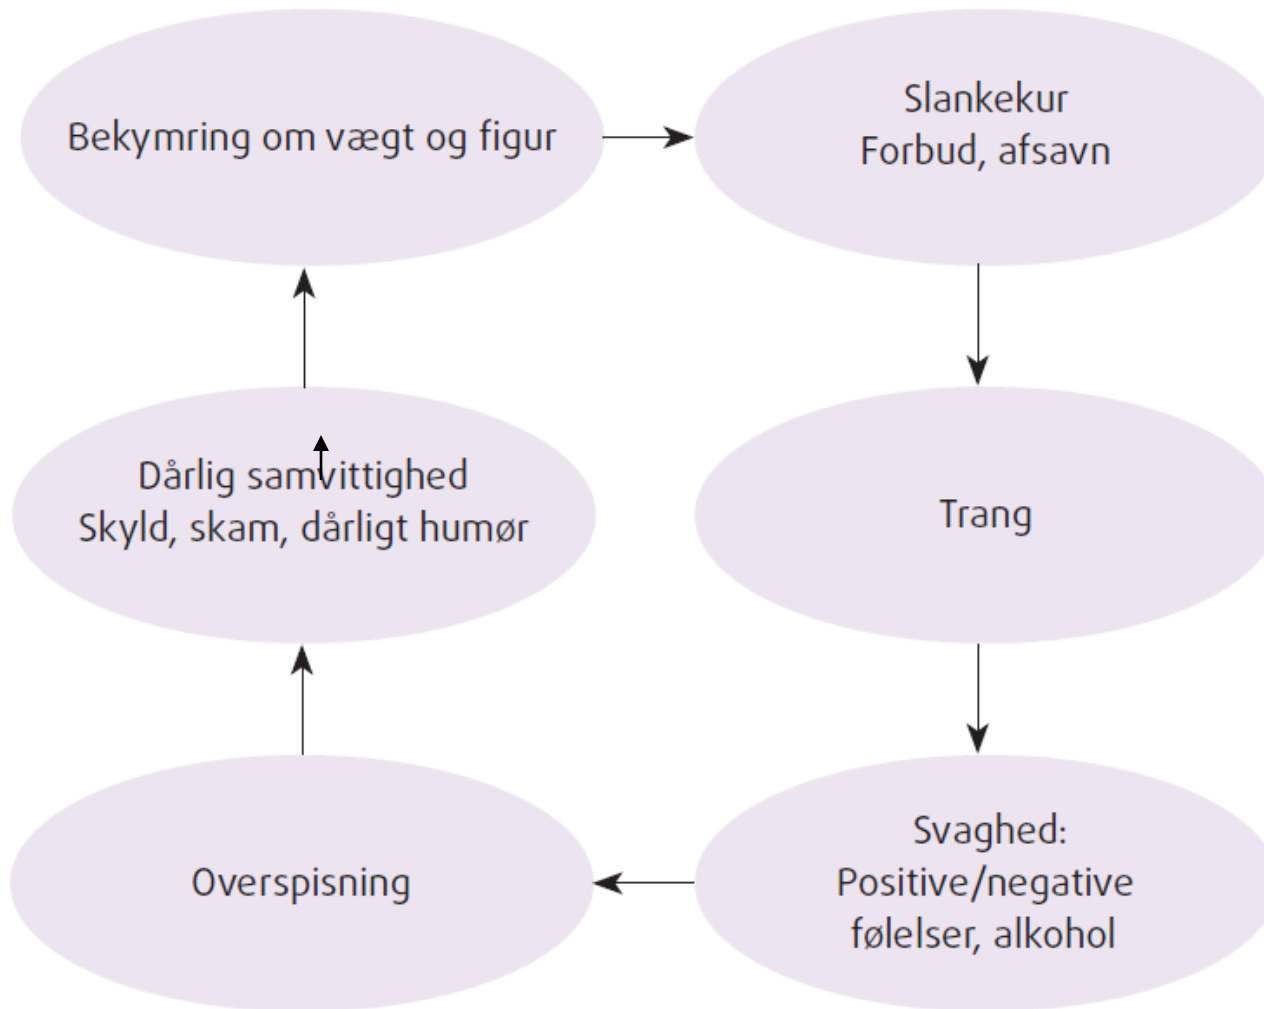 Bekymring om vægt og figur
Slankekur
Forbud, afsavn
Trang
Svaghed:
Positive/negative
følelser, alkohol
Overspisning
Dårlig samvittighed
Skyld, skam, dårligt humør